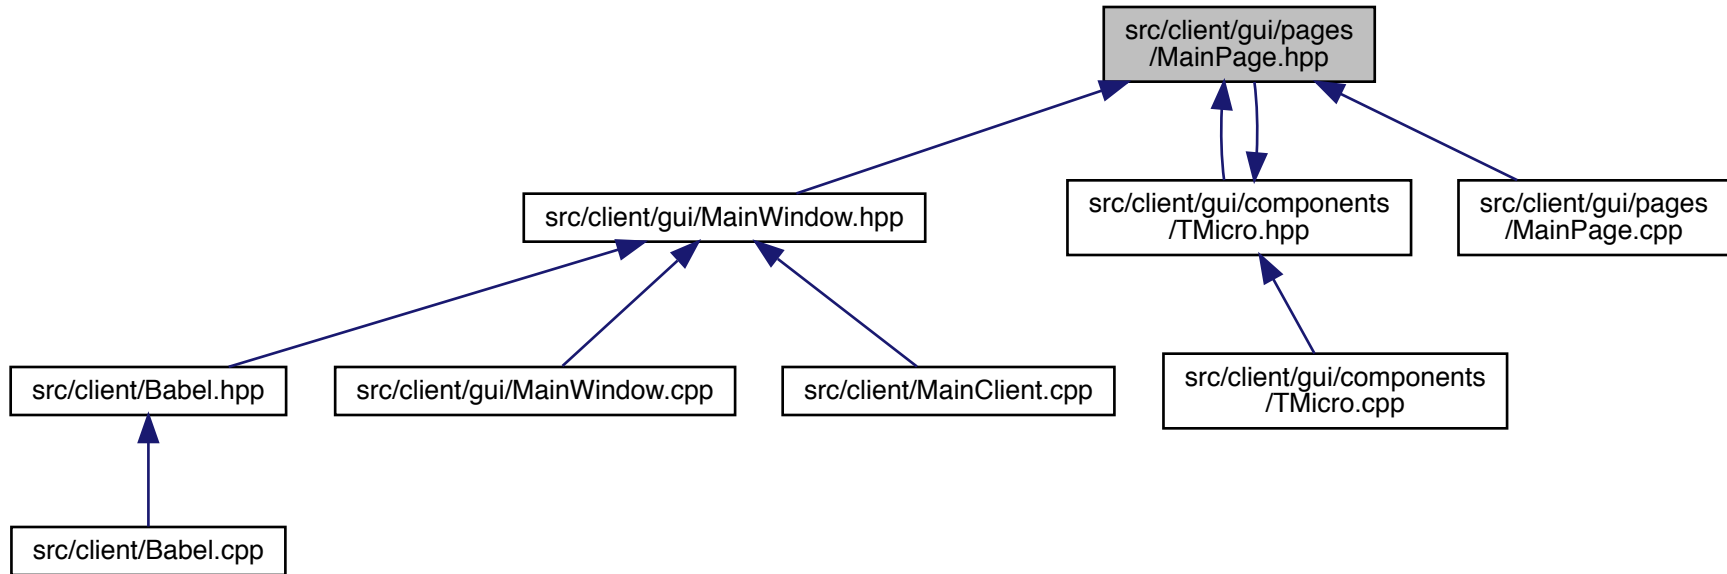 src/client/gui/pages
/MainPage.hpp
src/client/gui/MainWindow.hpp
src/client/gui/components
/TMicro.hpp
src/client/gui/pages
/MainPage.cpp
src/client/Babel.hpp
src/client/gui/MainWindow.cpp
src/client/MainClient.cpp
src/client/gui/components
/TMicro.cpp
src/client/Babel.cpp